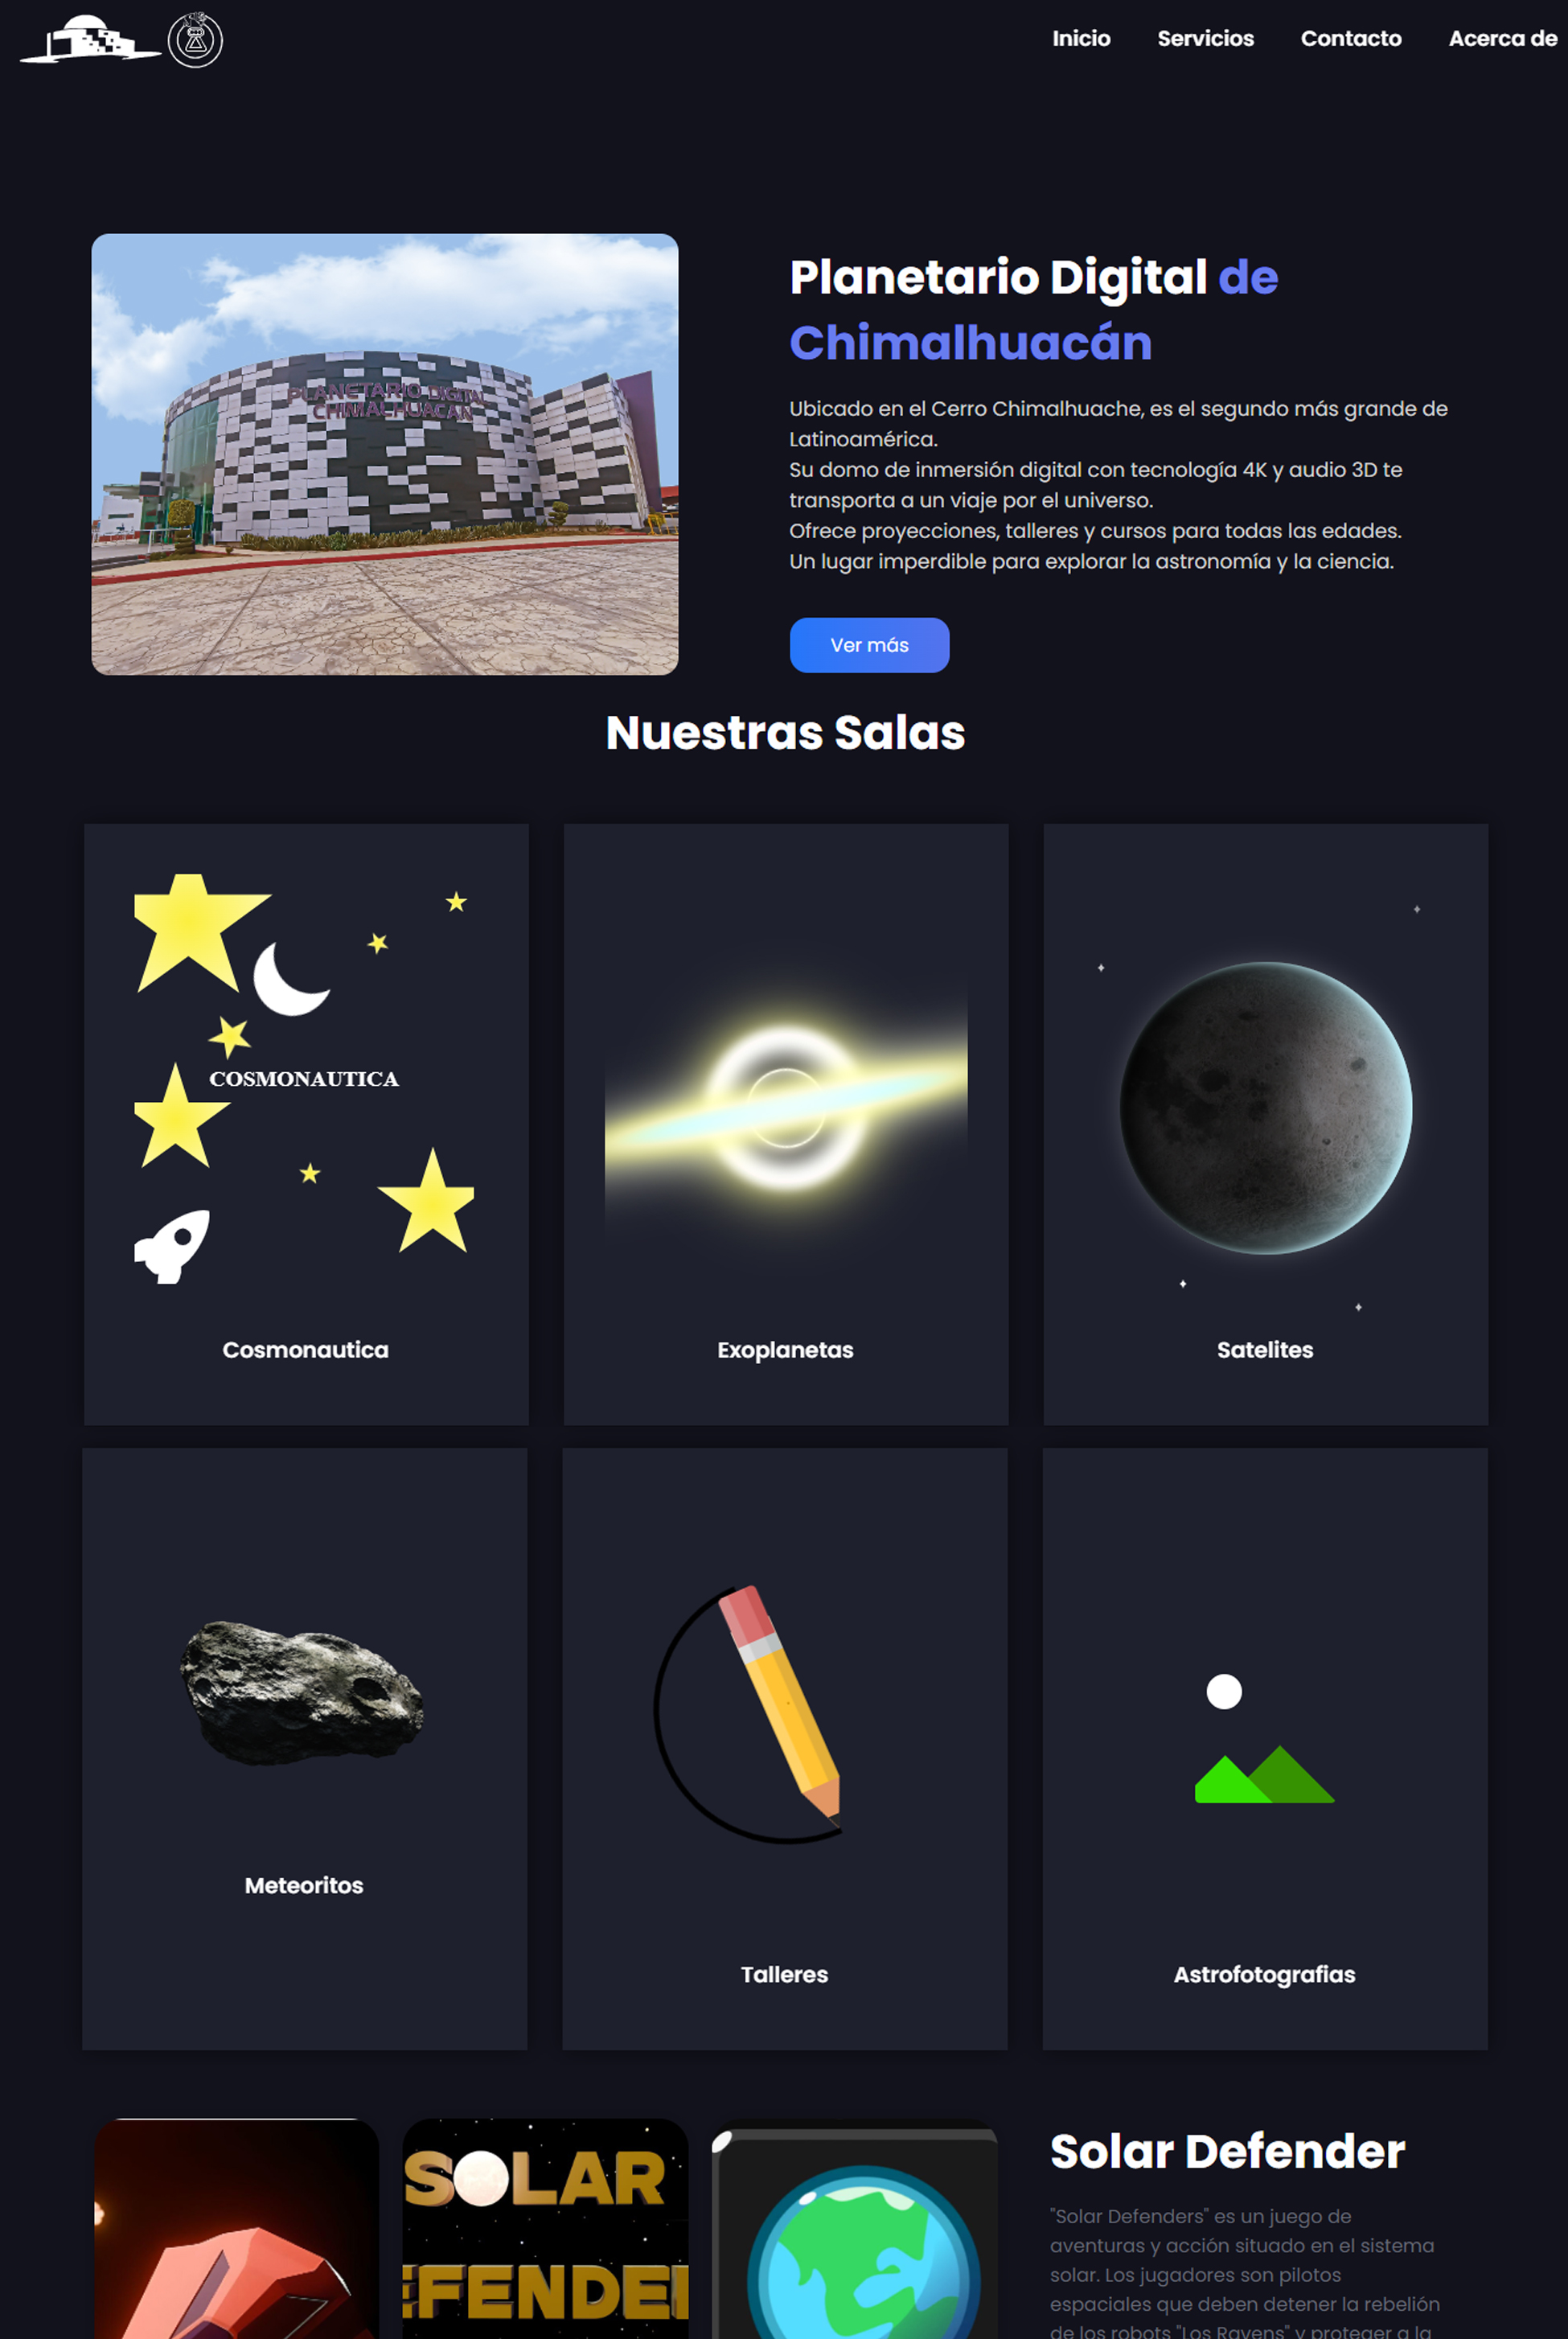 Inicio Servicios Contacto Acerca de
PLANETARIO DIGITAL
CHIMALHUACÁN
Planetario Digital de
Chimalhuacán
Ubicado en el Cerro Chimalhuache, es el segundo más grande de
Latinoamérica.
Su domo de inmersión digital con tecnología 4K y audio 3D te
transporta a un viaje por el universo.
Ofrece proyecciones, talleres y cursos para todas las edades.
Un lugar imperdible para explorar la astronomía y la ciencia.
Ver más
Nuestras Salas
COSMONAUTICA
Cosmonautica
Exoplanetas
Satelites
Meteoritos
Talleres
Astrofotografias
SOLAR
EFENDE
Solar Defender
"Solar Defenders" es un juego de
aventuras y acción situado en el sistema
solar. Los jugadores son pilotos
espaciales que deben detener la rebelión
de los robots "Los Ravens" y proteger a la